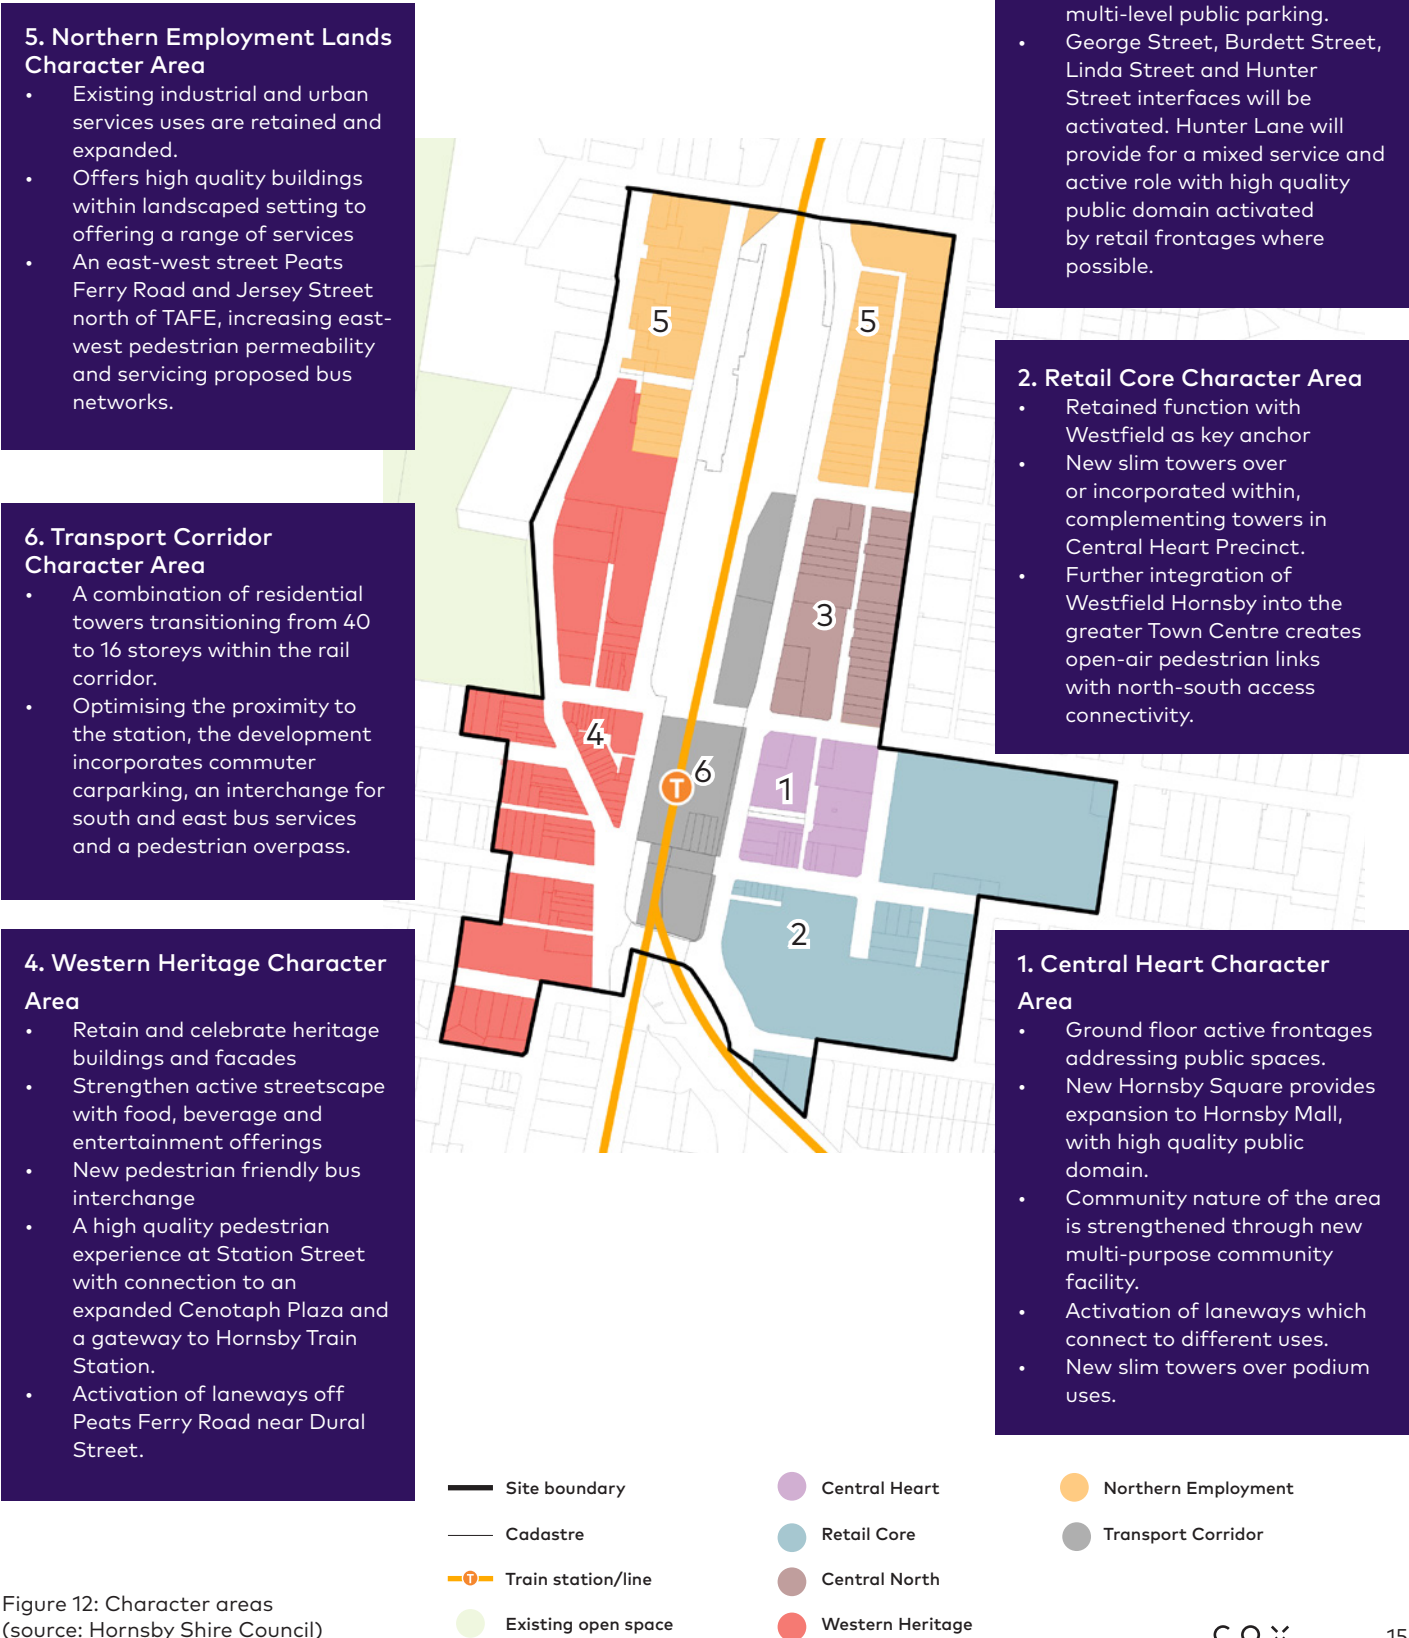 5. Northern Employment Lands
Character Area
• Existing industrial and urban
services uses are retained and
expanded.
• Offers high quality buildings
within landscaped setting to
offering a range of services
• An east-west street Peats
Ferry Road and Jersey Street
north of TAFE, increasing east-
west pedestrian permeability
and servicing proposed bus
networks.
6. Transport Corridor
Character Area
• A combination of residential
towers transitioning from 40
to 16 storeys within the rail
corridor.
• Optimising the proximity to
the station, the development
incorporates commuter
carparking, an interchange for
south and east bus services
and a pedestrian overpass.
4. Western Heritage Character
Area
• Retain and celebrate heritage
buildings and facades
• Strengthen active streetscape
with food, beverage and
entertainment offerings
• New pedestrian friendly bus
interchange
• A high quality pedestrian
experience at Station Street
with connection to an
expanded Cenotaph Plaza and
a gateway to Hornsby Train
Station.
• Activation of laneways off
Peats Ferry Road near Dural
Street.
5
5
3
4
6
T
1
2
multi-level public parking.
• George Street, Burdett Street,
Linda Street and Hunter
Street interfaces will be
activated. Hunter Lane will
provide for a mixed service and
active role with high quality
public domain activated
by retail frontages where
possible.
2. Retail Core Character Area
• Retained function with
Westfield as key anchor
• New slim towers over
or incorporated within,
complementing towers in
Central Heart Precinct.
• Further integration of
Westfield Hornsby into the
greater Town Centre creates
open-air pedestrian links
with north-south access
connectivity.
1. Central Heart Character
Area
• Ground floor active frontages
addressing public spaces.
• New Hornsby Square provides
expansion to Hornsby Mall,
with high quality public
domain.
• Community nature of the area
is strengthened through new
multi-purpose community
facility.
• Activation of laneways which
connect to different uses.
• New slim towers over podium
uses.
Site boundary
Cadastre
T Train station/line
Existing open space
Central Heart
Retail Core
Central North
Western Heritage
Northern Employment
Transport Corridor
Figure 12: Character areas
(source: Hornsby Shire Council)
COX
15